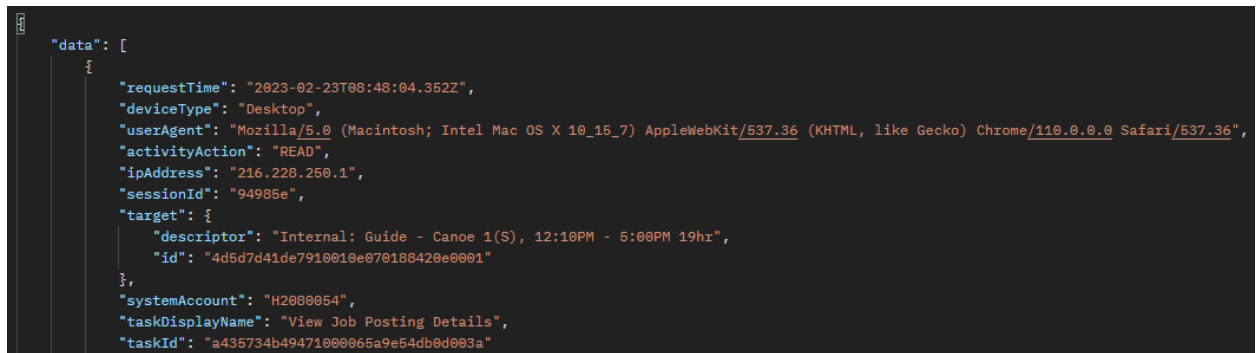 {
"data": [
{
"requestTime": "2023-02-23T08:48:04.352Z",
"deviceType": "Desktop",
"userAgent": "Mozilla/5.0 (Macintosh; Intel Mac OS X 10_15_7) AppleWebKit/537.36 (KHTML, like Gecko) Chrome/110.0.0.0 Safari/537.36",
"activityAction": "READ",
"ipAddress": "216.228.250.1",
"sessionId": "94985e",
"target": {
"descriptor": "Internal: Guide - Canoe 1(S), 12:10PM - 5:00PM 19hr",
"id": "4d5d7d41de7910010e070188420e0001"
},
"systemAccount": "H2080054",
"taskDisplayName": "View Job Posting Details",
"taskId": "a435734b49471000065a9e54db0d003a"